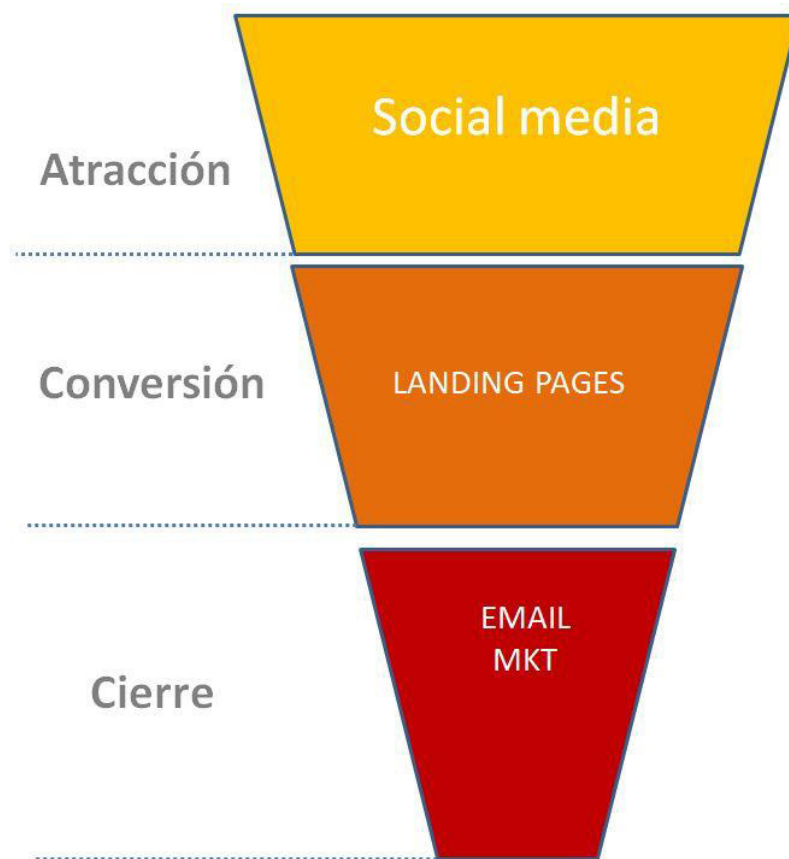 Social media
Atracción
LANDING PAGES
Conversión
EMAIL
MKT
Cierre